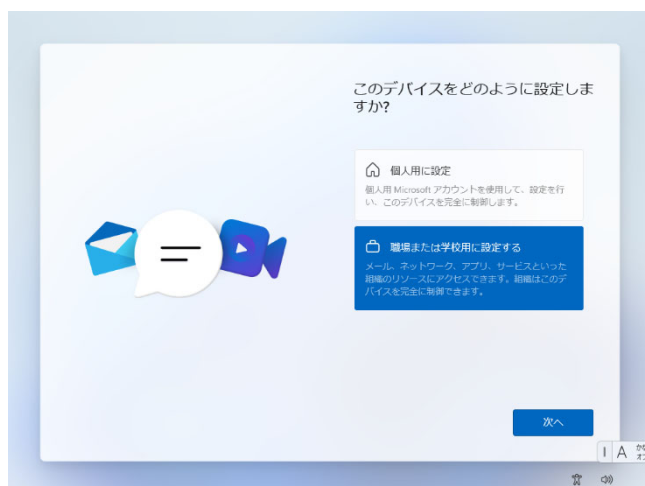 このデバイスをどのように設定しま
すか?
個人用に設定
個人用 Microsoft アカウントを使用して、設定を行
い、このデバイスを完全に制御します。
職場または学校用に設定する
メール、ネットワーク、アプリ、サービスといった
組織のリソースにアクセスできます。組織はこのデ
バイスを完全に制御できます。
次へ
A